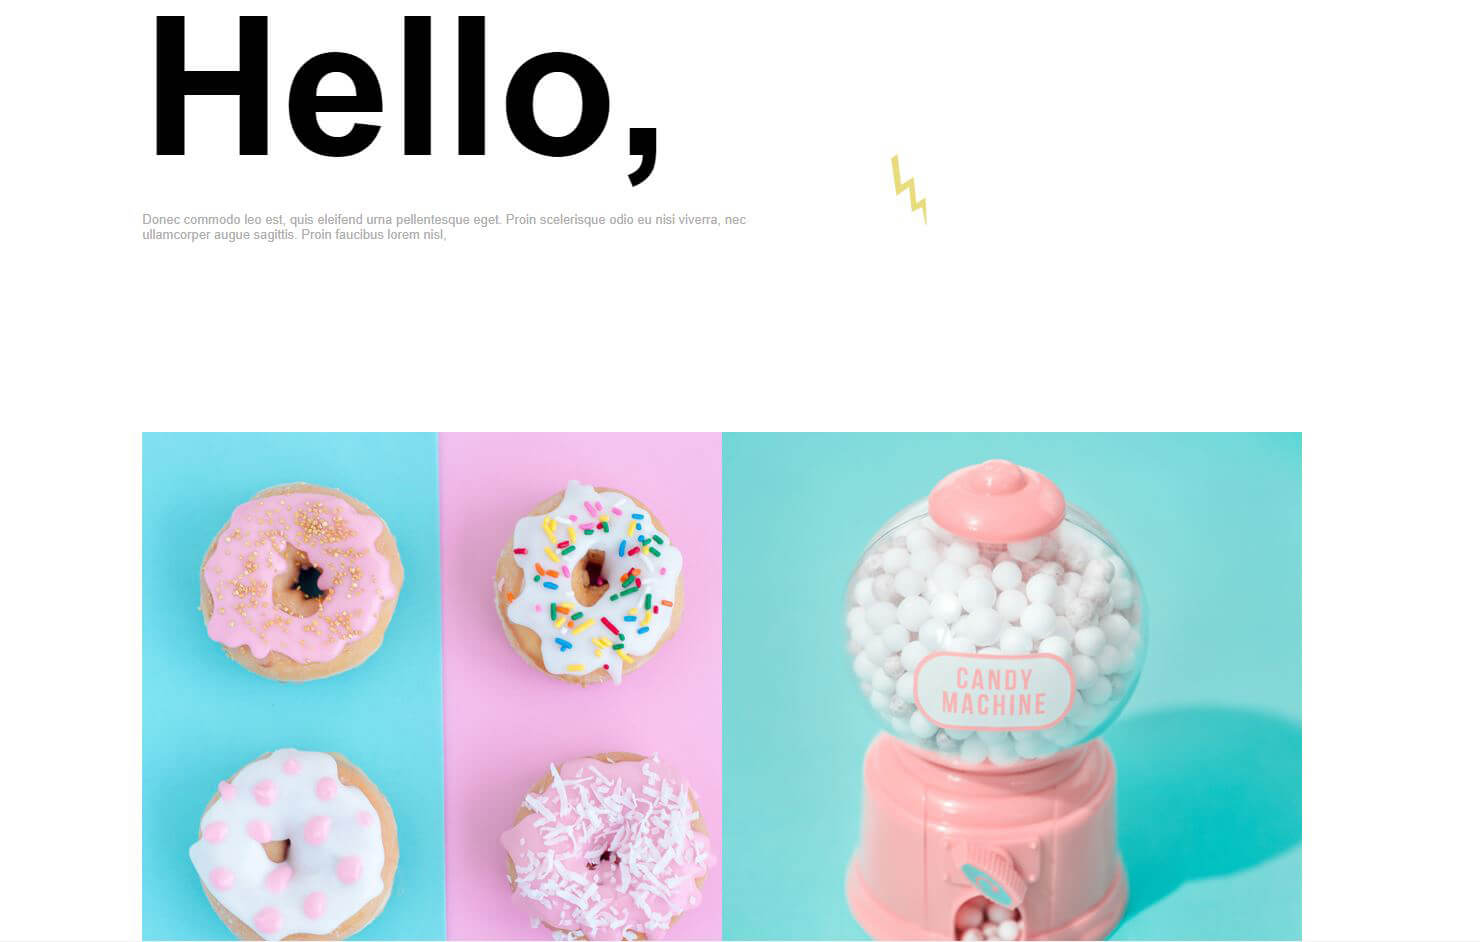 Hello,
Donec commodo leo est, quis eleifend urna pellentesque eget. Proin scelerisque odio eu nisi viverra, nec
ullamcorper augue sagittis. Proin faucibus lorem nisl,
CANDY
MACHINE